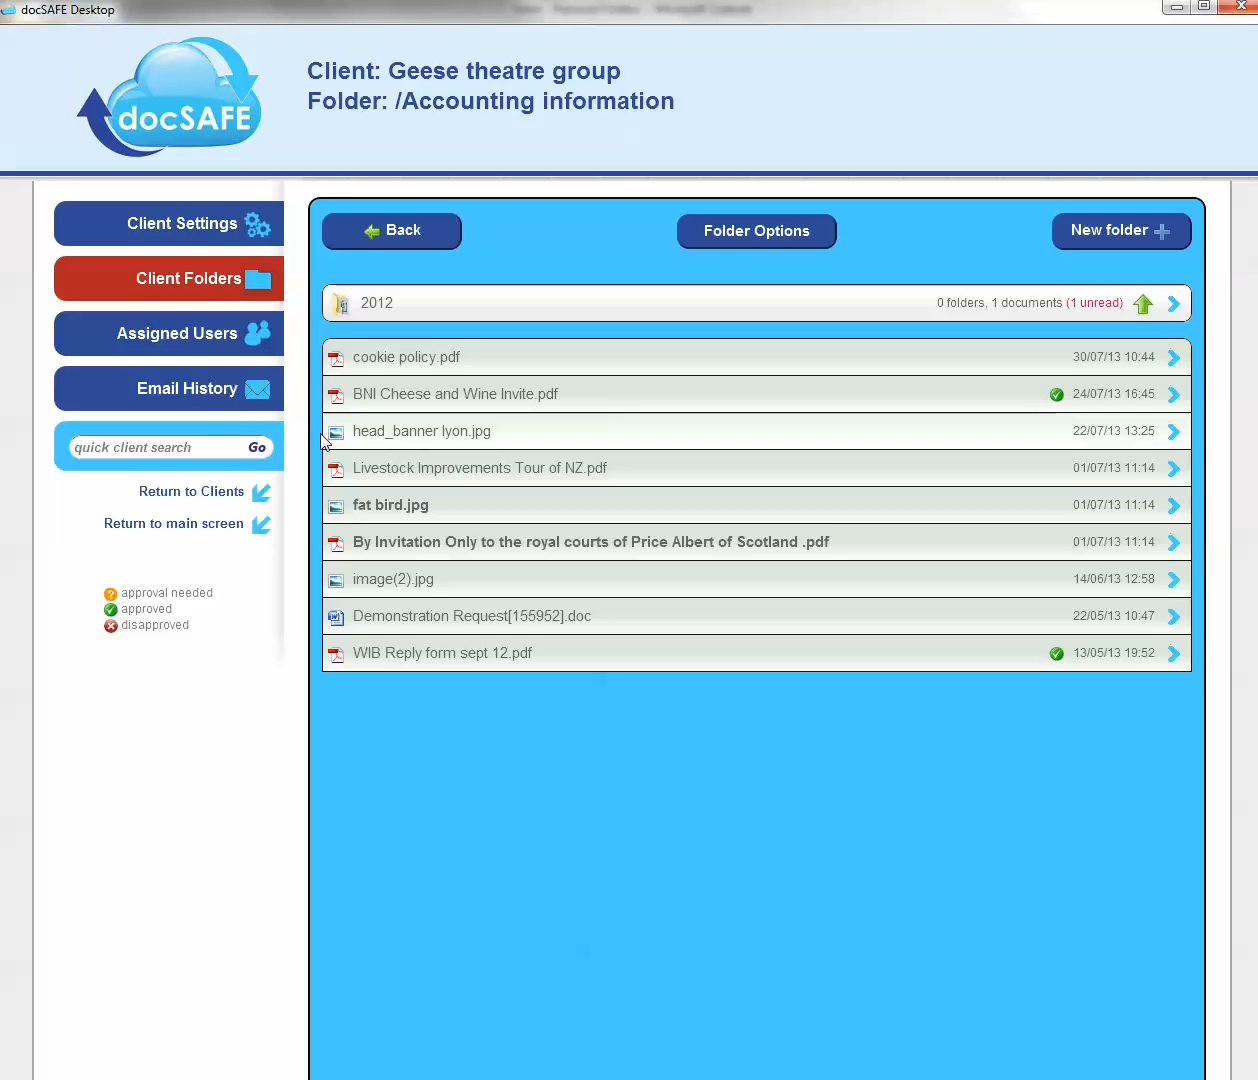 docSAFE Desktop
docSAFE
Client: Geese theatre group
Folder: /Accounting information
Client Settings
Client Folders
Assigned Users
Email History
quick client search Go
Return to Clients
Return to main screen
? approval needed
approved
disapproved
Back
Folder Options
New folder
2012 0 folders, 1 documents (1 unread)
cookie policy.pdf 30/07/13 10:44
BNI Cheese and Wine Invite.pdf 24/07/13 16:45
head_banner lyon.jpg 22/07/13 13:25
Livestock Improvements Tour of NZ.pdf 01/07/13 11:14
fat bird.jpg 01/07/13 11:14
By Invitation Only to the royal courts of Price Albert of Scotland .pdf 01/07/13 11:14
image(2).jpg 14/06/13 12:58
Demonstration Request[155952].doc 22/05/13 10:47
WIB Reply form sept 12.pdf 13/05/13 19:52